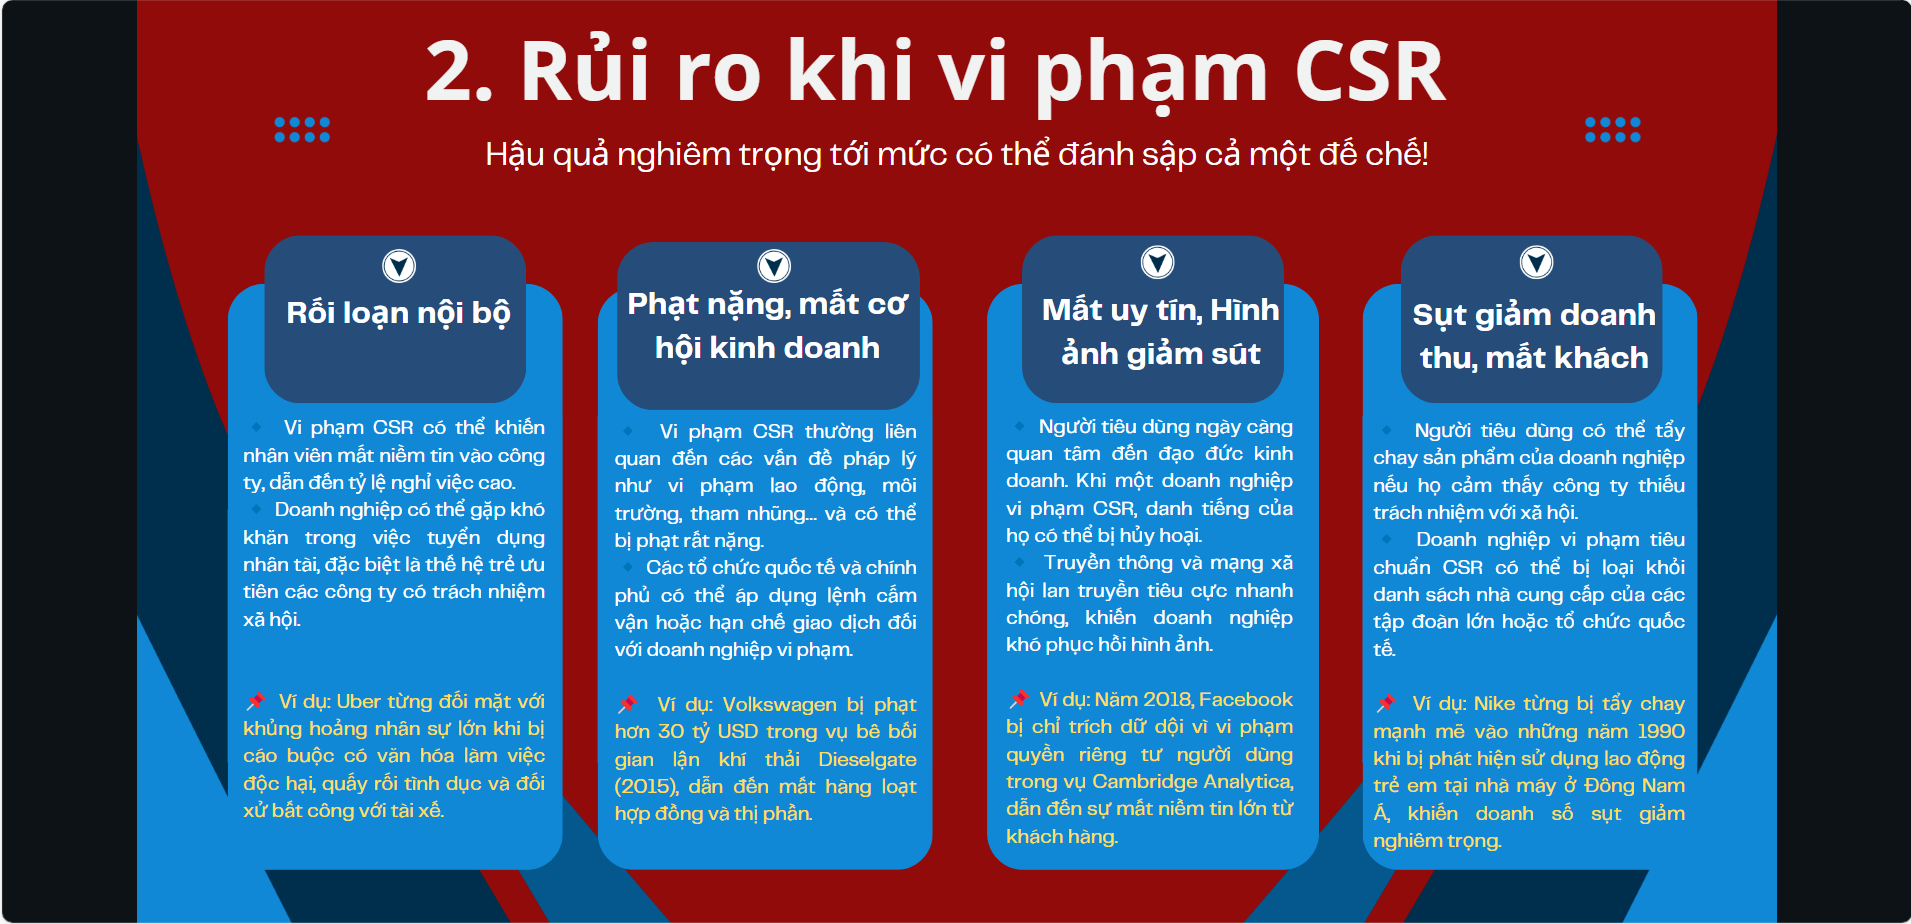 2. Rủi ro khi vi phạm CSR
Hậu quả nghiêm trọng tới mức có thể đánh sập cả một đế chế!
Rối loạn nội bộ
Vi phạm CSR có thể khiến
nhân viên mất niềm tin vào công
ty, dẫn đến tỷ lệ nghỉ việc cao.
Doanh nghiệp có thể gặp khó
khăn trong việc tuyển dụng
nhân tài, đặc biệt là thế hệ trẻ ưu
tiên các công ty có trách nhiệm
xã hội.
📌 Ví dụ: Uber từng đối mặt với
khủng hoảng nhân sự lớn khi bị
cáo buộc có văn hóa làm việc
độc hại, quấy rối tình dục và đối
xử bất công với tài xế.
Phạt nặng, mất cơ
hội kinh doanh
Vi phạm CSR thường liên
quan đến các vấn đề pháp lý
như vi phạm lao động, môi
trường, tham nhũng... và có thể
bị phạt rất nặng.
Các tổ chức quốc tế và chính
phủ có thể áp dụng lệnh cấm
vận hoặc hạn chế giao dịch đối
với doanh nghiệp vi phạm.
📌 Ví dụ: Volkswagen bị phạt
hơn 30 tỷ USD trong vụ bê bối
gian lận khí thải Dieselgate
(2015), dẫn đến mất hàng loạt
hợp đồng và thị phần.
Mất uy tín, Hình
ảnh giảm sút
Người tiêu dùng ngày càng
quan tâm đến đạo đức kinh
doanh. Khi một doanh nghiệp
vi phạm CSR, danh tiếng của
họ có thể bị hủy hoại.
Truyền thông và mạng xã
hội lan truyền tiêu cực nhanh
chóng, khiến doanh nghiệp
khó phục hồi hình ảnh.
📌 Ví dụ: Năm 2018, Facebook
bị chỉ trích dữ dội vì vi phạm
quyền riêng tư người dùng
trong vụ Cambridge Analytica,
dẫn đến sự mất niềm tin lớn từ
khách hàng.
Sụt giảm doanh
thu, mất khách
Người tiêu dùng có thể tẩy
chay sản phẩm của doanh nghiệp
nếu họ cảm thấy công ty thiếu
trách nhiệm với xã hội.
Doanh nghiệp vi phạm tiêu
chuẩn CSR có thể bị loại khỏi
danh sách nhà cung cấp của các
tập đoàn lớn hoặc tổ chức quốc
tế.
📌 Ví dụ: Nike từng bị tẩy chay
mạnh mẽ vào những năm 1990
khi bị phát hiện sử dụng lao động
trẻ em tại nhà máy ở Đông Nam
Á, khiến doanh số sụt giảm
nghiêm trọng.